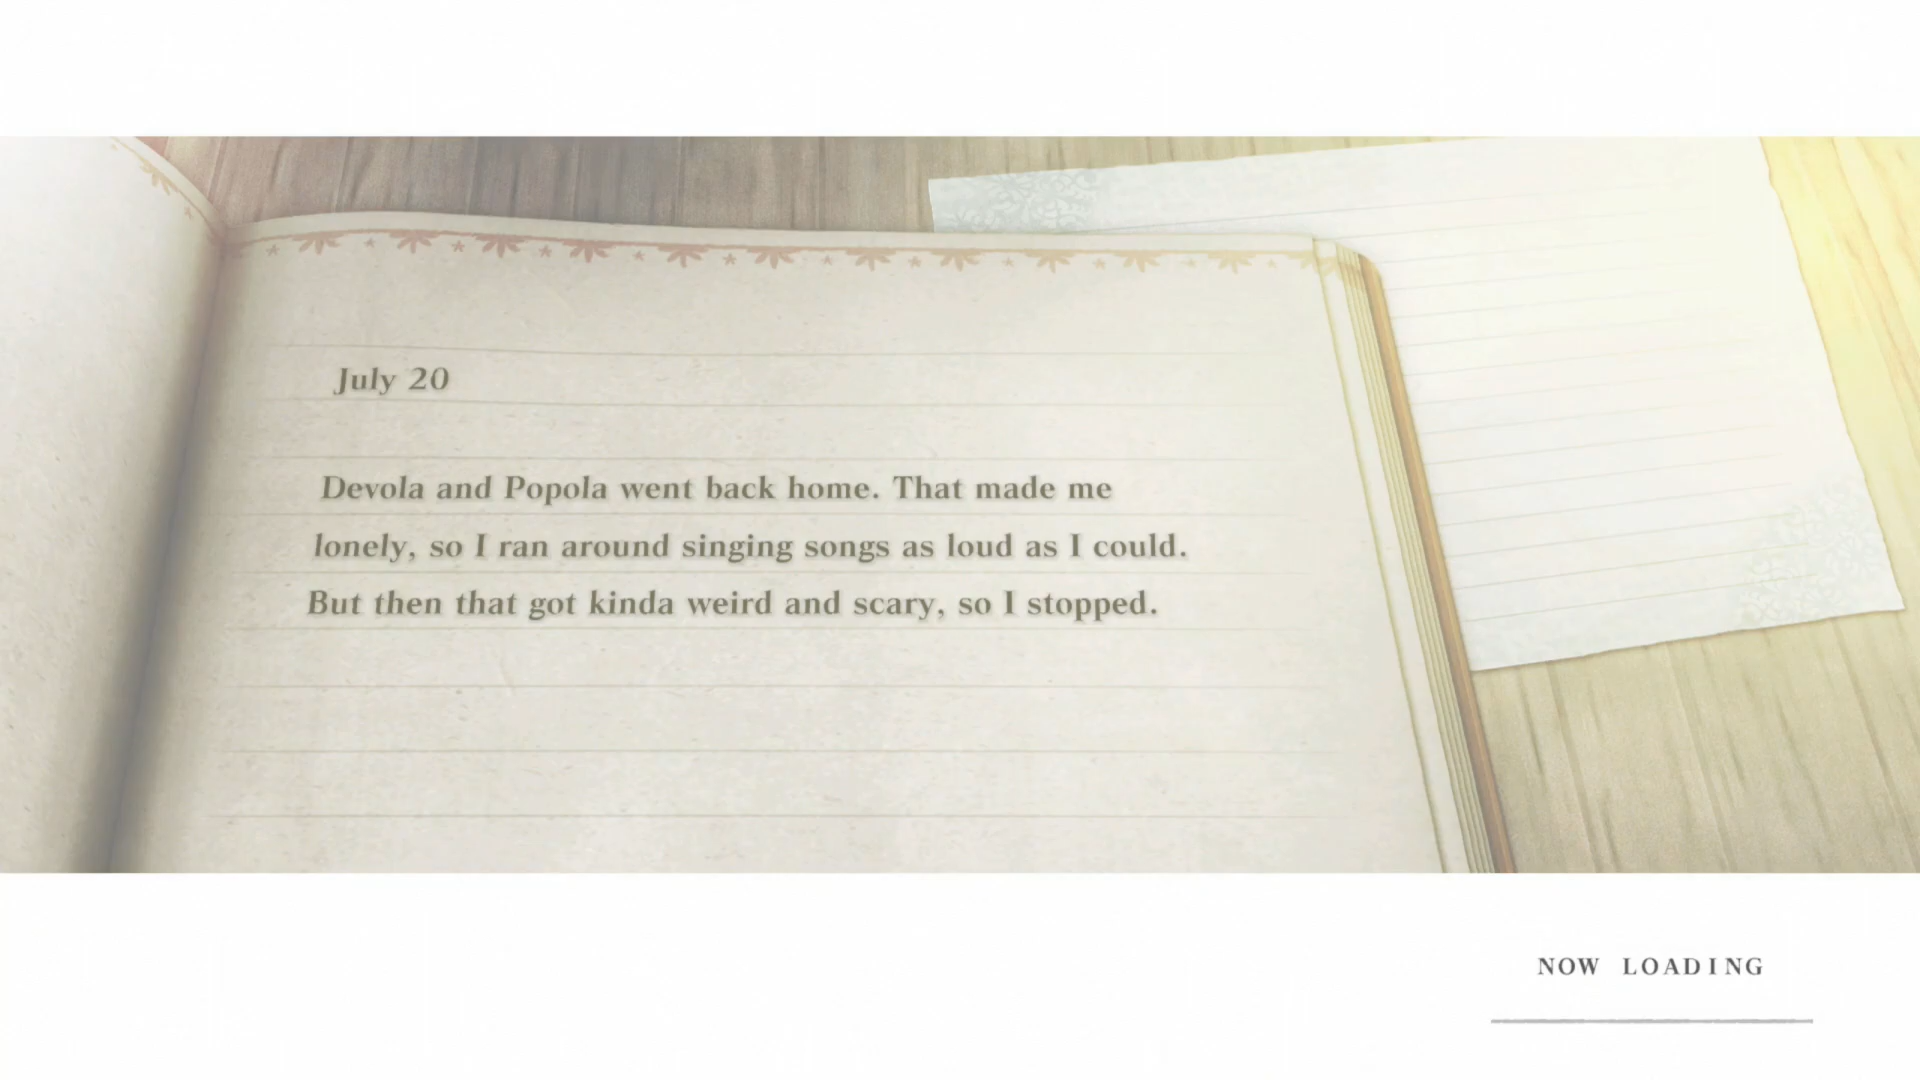 July 20
Devola and Popola went back home. That made me
lonely, so I ran around singing songs as loud as I could.
But then that got kinda weird and scary, so I stopped.
NOW LOADING